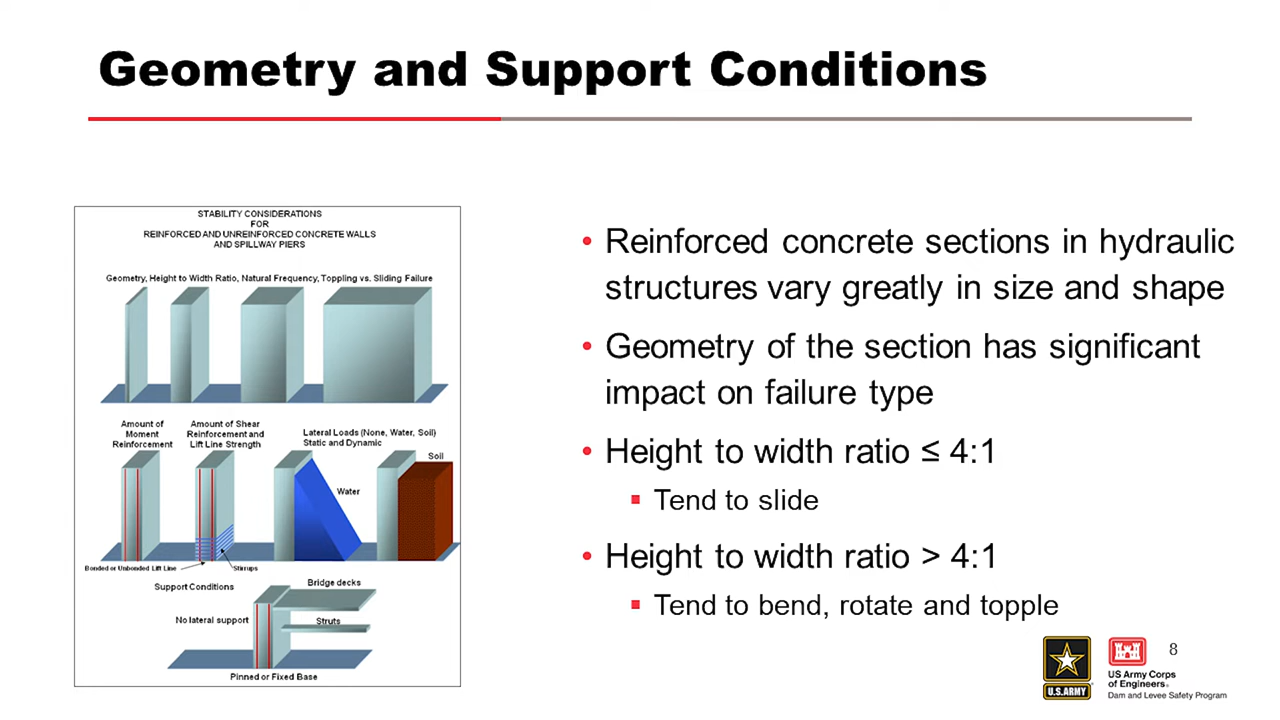 Geometry and Support Conditions
STABILITY CONSIDERATIONS
FOR
REINFORCED AND UNREINFORCED CONCRETE WALLS
AND SPILLWAY PIERS
Geometry, Height to Width Ratio, Natural Frequency, Toppling vs. Sliding Failure
Amount of
Moment
Reinforcement
Amount of Shear
Reinforcement and
Lift Line Strength
Lateral Loads (None, Water, Soil)
Static and Dynamic
Soil
Water
Bonded or Unbonded Lift Line
Stirrups
Support Conditions
Bridge decks
No lateral support
Struts
Pinned or Fixed Base
• Reinforced concrete sections in hydraulic
structures vary greatly in size and shape
• Geometry of the section has significant
impact on failure type
• Height to width ratio ≤ 4:1
▪ Tend to slide
• Height to width ratio > 4:1
▪ Tend to bend, rotate and topple
U.S.ARMY
US Army Corps
of Engineers®
Dam and Levee Safety Program
8